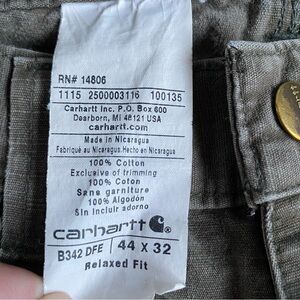 RN# 14806
1115 2500003116 100135
Carhartt Inc. P.O. Box 600
Dearborn, MI 48121 USA
carhartt.com
Made in Nicaragua
Fabriqué au Nicaragua.Hecho en Nicaragua
100% Cotton
Exclusive of trimming
100% Coton
Sans garniture
100% Algodón
Sin incluir adorno
carhartt
B342 DFE 44 x 32
Relaxed Fit